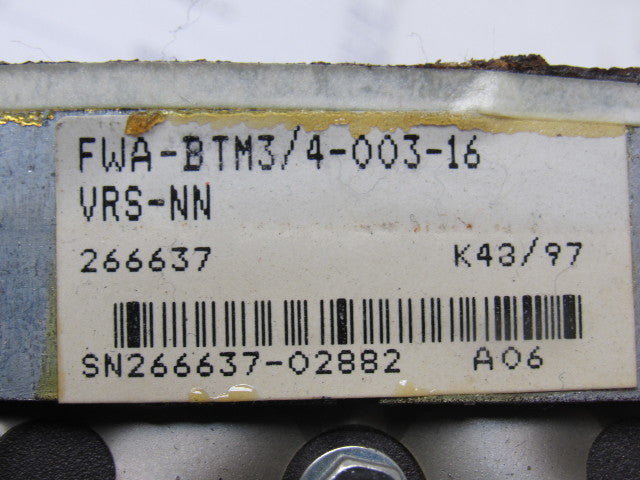 FWA-BTM3/4-003-16
VRS-NN
266637 K43/97
SN266637-02882 A06